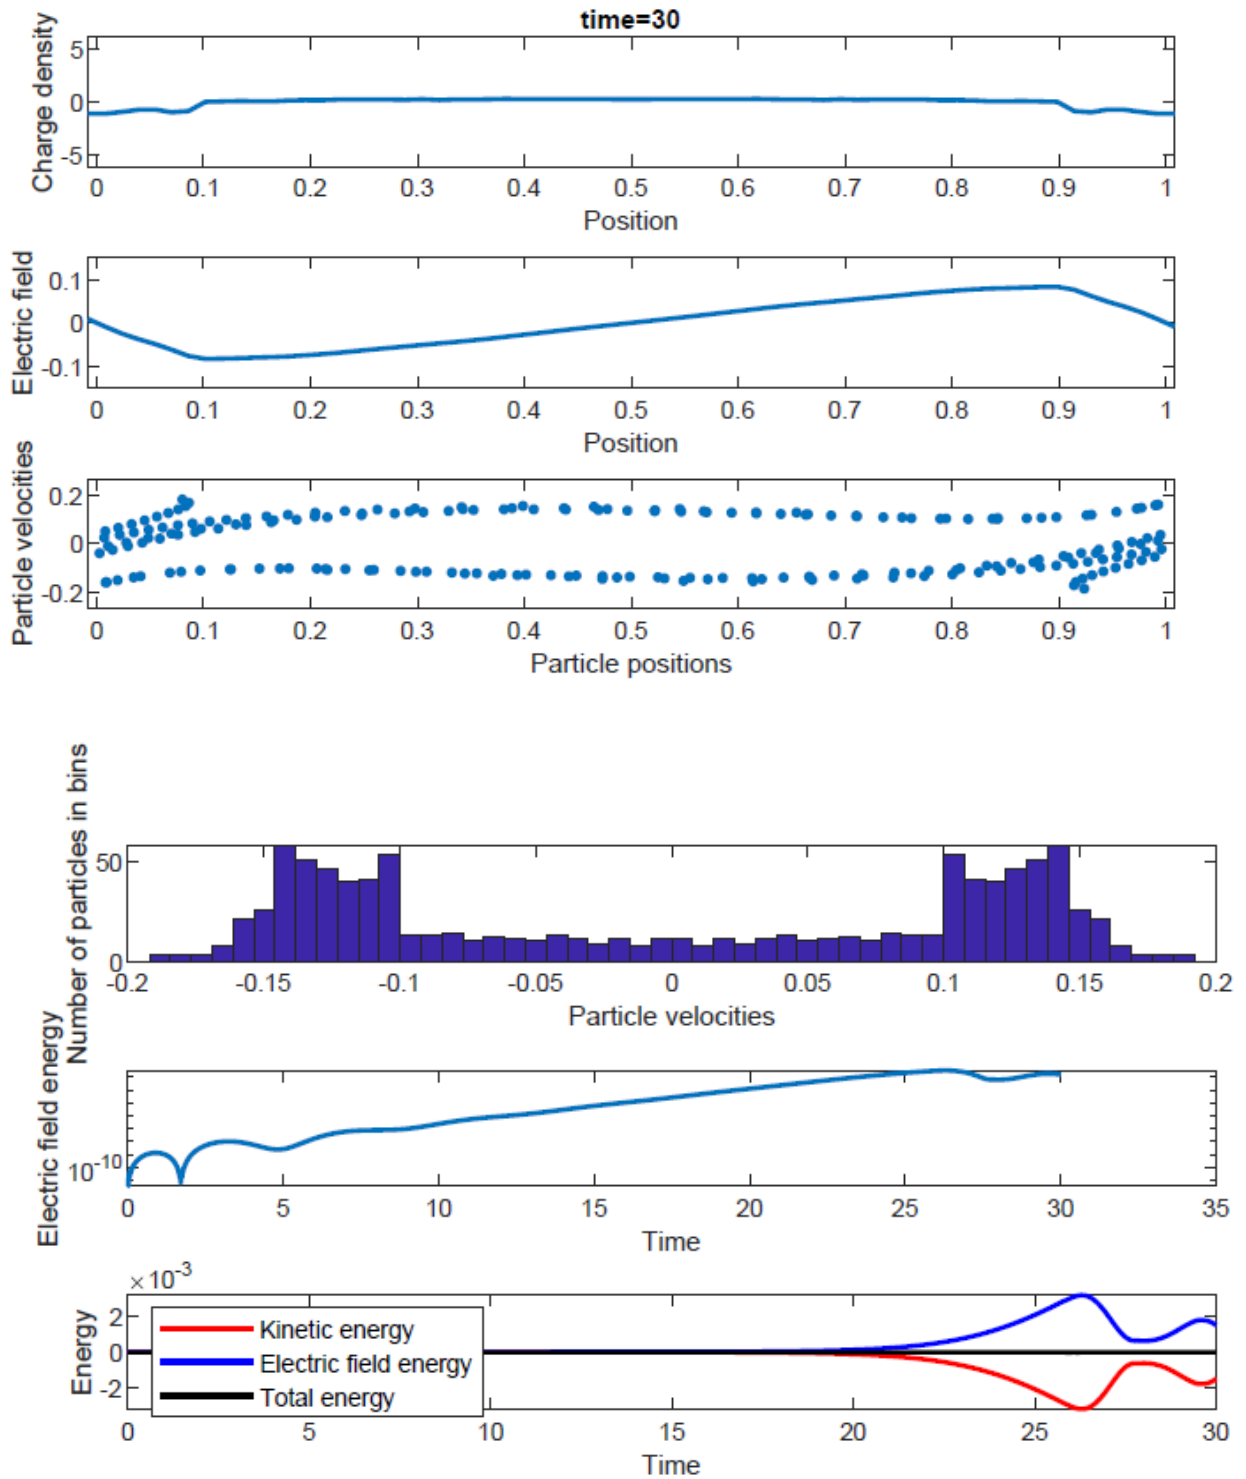 time=30
Charge density
5
0
-5
0 0.1 0.2 0.3 0.4 0.5 0.6 0.7 0.8 0.9 1
Position
Electric field
0.1
0
-0.1
0 0.1 0.2 0.3 0.4 0.5 0.6 0.7 0.8 0.9 1
Position
Particle velocities
0.2
0
-0.2
0 0.1 0.2 0.3 0.4 0.5 0.6 0.7 0.8 0.9 1
Particle positions
Number of particles in bins
50
0
-0.2 -0.15 -0.1 -0.05 0 0.05 0.1 0.15 0.2
Particle velocities
Electric field energy
10⁻¹⁰
0 5 10 15 20 25 30 35
Time
×10⁻³
Energy
2
0
-2
Kinetic energy
Electric field energy
Total energy
0 5 10 15 20 25 30
Time